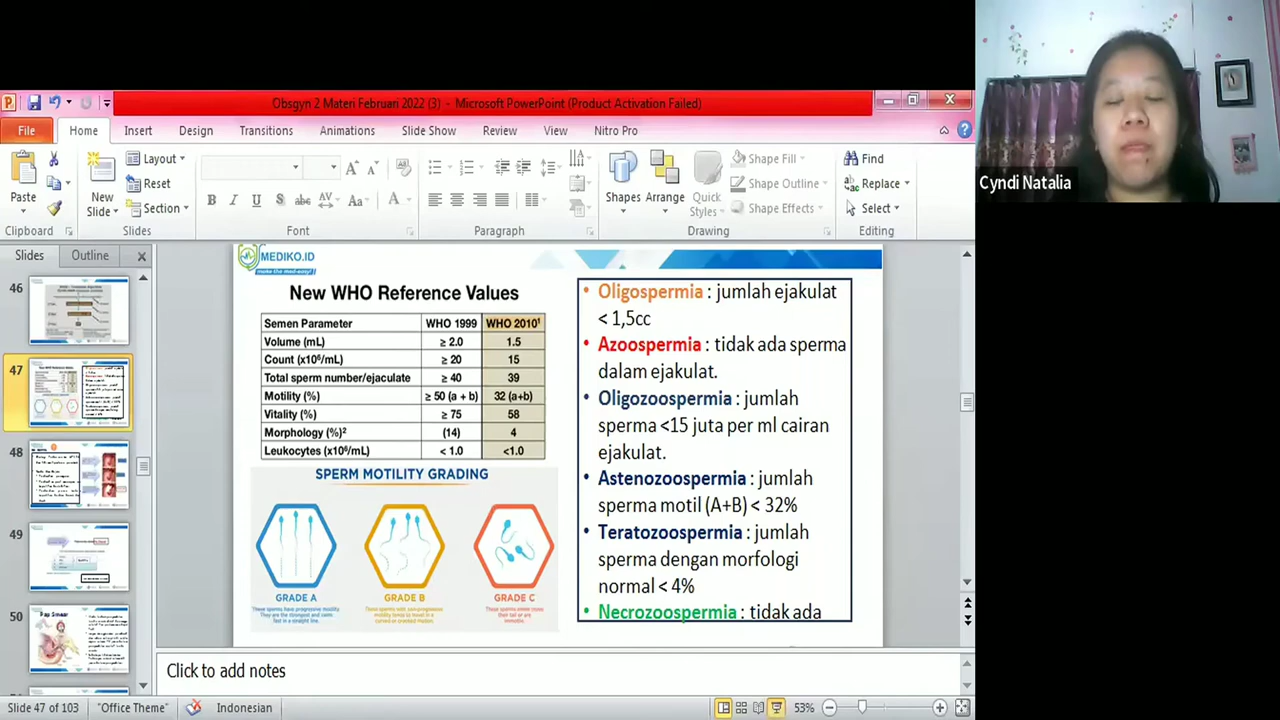 Obsgyn 2 Materi Februari 2022 (3) - Microsoft PowerPoint (Product Activation Failed)
File Home Insert Design Transitions Animations Slide Show Review View Nitro Pro
Paste
New Slide
Layout
Reset
Section
Shapes
Arrange
Quick Styles
Shape Fill
Shape Outline
Shape Effects
Find
Replace
Select
Clipboard Slides Font Paragraph Drawing Editing
Slides Outline
46
47
48
49
50
Pap Smear
MEDIKO.ID
make the med-easy!
New WHO Reference Values
Semen Parameter WHO 1999 WHO 2010¹
Volume (mL) ≥ 2.0 1.5
Count (x10⁶/mL) ≥ 20 15
Total sperm number/ejaculate ≥ 40 39
Motility (%) ≥ 50 (a + b) 32 (a+b)
Vitality (%) ≥ 75 58
Morphology (%)² (14) 4
Leukocytes (x10⁶/mL) < 1.0 <1.0
SPERM MOTILITY GRADING
GRADE A GRADE B GRADE C
• Oligospermia : jumlah ejakulat
< 1,5cc
• Azoospermia : tidak ada sperma
dalam ejakulat.
• Oligozoospermia : jumlah
sperma <15 juta per ml cairan
ejakulat.
• Astenozoospermia : jumlah
sperma motil (A+B) < 32%
• Teratozoospermia : jumlah
sperma dengan morfologi
normal < 4%
• Necrozoospermia : tidak ada
Click to add notes
Slide 47 of 103 "Office Theme" Indonesian 53%
Cyndi Natalia